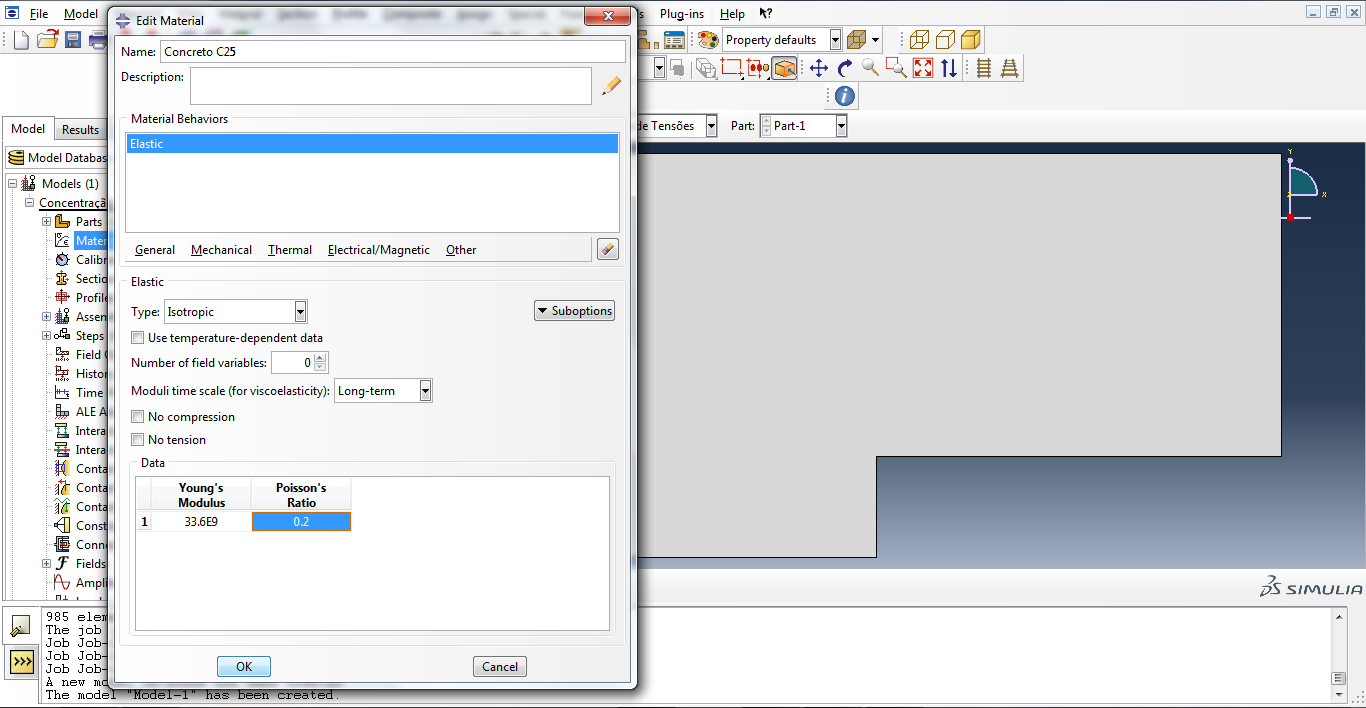 File Model Plug-ins Help
Edit Material
Name: Concreto C25
Description:
Property defaults
Material Behaviors
Elastic
General Mechanical Thermal Electrical/Magnetic Other
Elastic
Type: Isotropic
Suboptions
Use temperature-dependent data
Number of field variables: 0
Moduli time scale (for viscoelasticity): Long-term
No compression
No tension
Data
Young's Modulus
Poisson's Ratio
1 33.6E9 0.2
OK Cancel
de Tensões Part: Part-1
Model Results
Model Databas
Models (1)
Concentraçã
Parts
Mater
Calibr
Sectio
Profile
Assem
Steps
Field O
Histor
Time
ALE A
Intera
Intera
Conta
Conta
Conta
Const
Conne
Fields
Ampli
Y
X
Z
SIMULIA
985 elem
The job
Job Job-
Job Job-
Job Job-
A new mo
The model "Model-1" has been created.